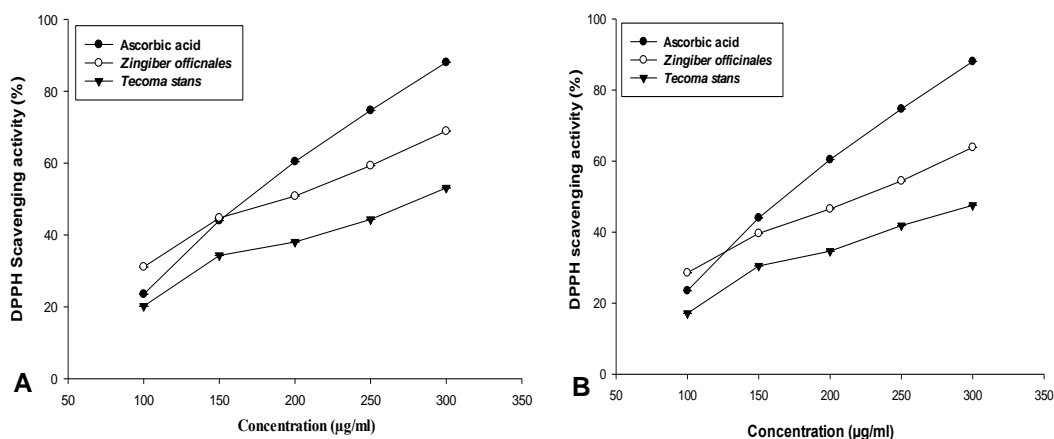 100
80
60
40
20
0
DPPH Scavenging activity (%)
Ascorbic acid
Zingiber officnales
Tecoma stans
50 100 150 200 250 300 350
Concentration (µg/ml)
A
100
80
60
40
20
0
DPPH scavenging activity (%)
Ascorbic acid
Zingiber officinales
Tecoma stans
50 100 150 200 250 300 350
Concentration (µg/ml)
B